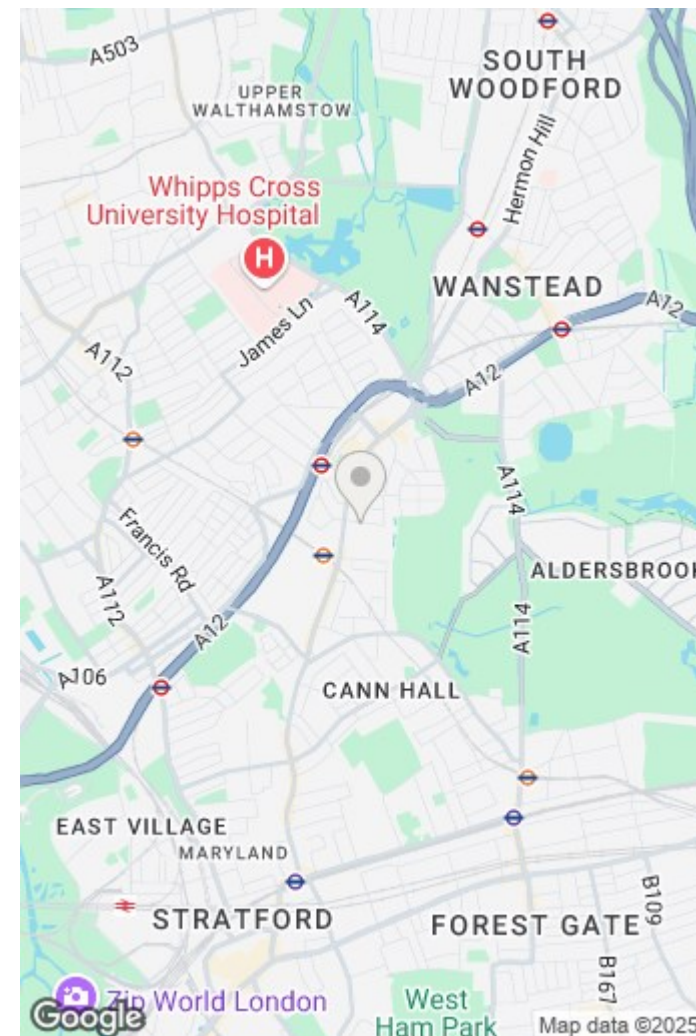 A503
SOUTH
WOODFORD
UPPER
WALTHAMSTOW
Hermon Hill
Whipps Cross
University Hospital
H
WANSTEAD
A114
A12
James Ln
A112
A12
A114
Francis Rd
ALDERSBROOK
A112
A12
A114
A106
CANN HALL
EAST VILLAGE
MARYLAND
B109
STRATFORD
FOREST GATE
B167
Zip World London
West
Ham Park
Google
Map data ©2025